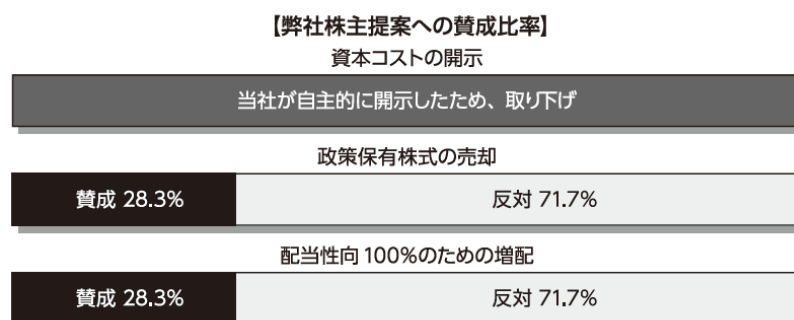 【弊社株主提案への賛成比率】
資本コストの開示
当社が自主的に開示したため、取り下げ
政策保有株式の売却
賛成 28.3% 反対 71.7%
配当性向100%のための増配
賛成 28.3% 反対 71.7%